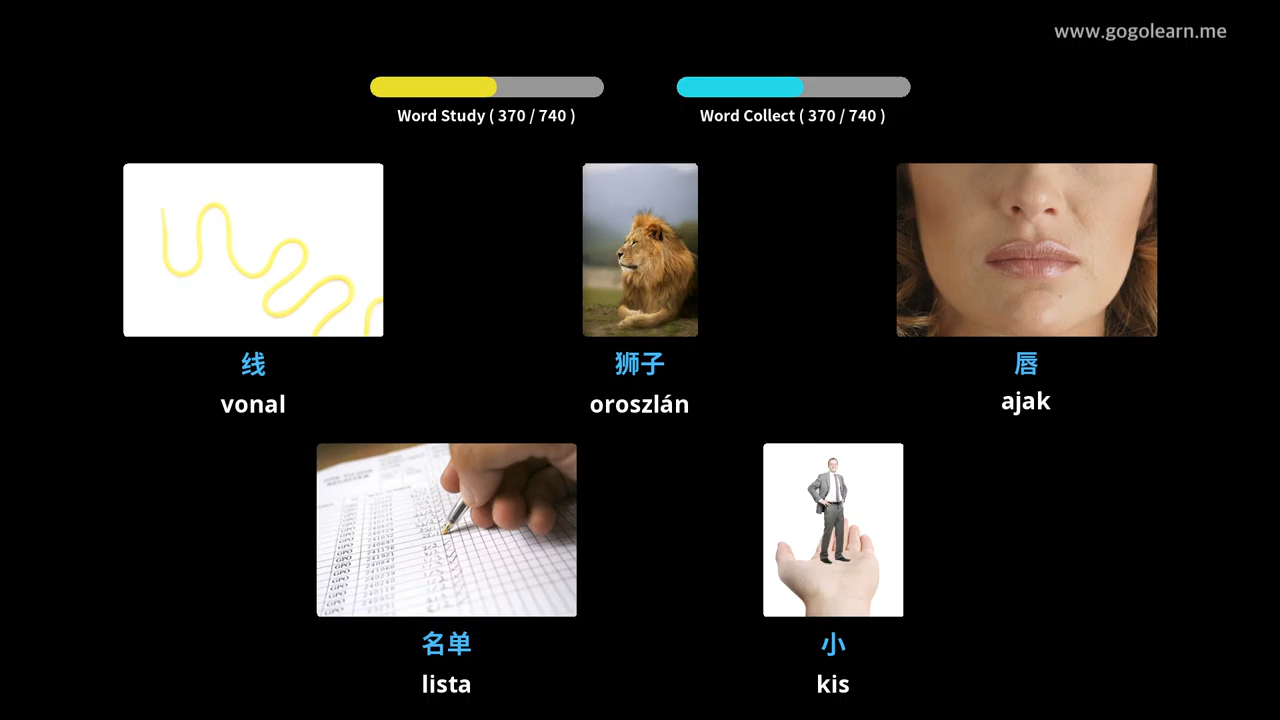 www.gogolearn.me
Word Study ( 370 / 740 )
Word Collect ( 370 / 740 )
线
vonal
狮子
oroszlán
唇
ajak
名单
lista
小
kis